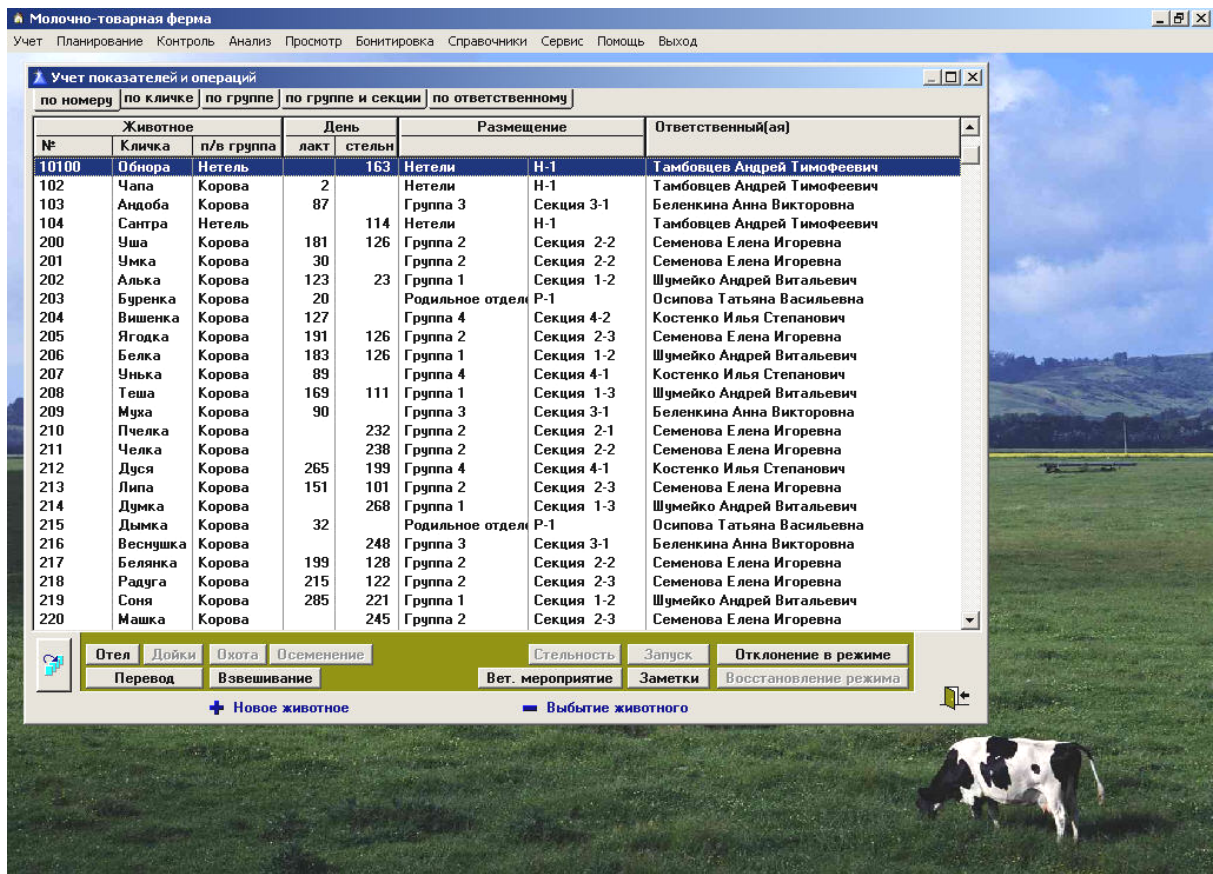 Молочно-товарная ферма
Учет Планирование Контроль Анализ Просмотр Бонитировка Справочники Сервис Помощь Выход
Учет показателей и операций
по номеру по кличке по группе по группе и секции по ответственному
Животное День Размещение Ответственный(ая)
№ Кличка п/в группа лакт стельн
10100 Обнора Нетель 163 Нетели Н-1 Тамбовцев Андрей Тимофеевич
102 Чапа Корова 2 Нетели Н-1 Тамбовцев Андрей Тимофеевич
103 Андоба Корова 87 Группа 3 Секция 3-1 Беленкина Анна Викторовна
104 Сантра Нетель 114 Нетели Н-1 Тамбовцев Андрей Тимофеевич
200 Уша Корова 181 126 Группа 2 Секция 2-2 Семенова Елена Игоревна
201 Умка Корова 30 Группа 2 Секция 2-2 Семенова Елена Игоревна
202 Алька Корова 123 23 Группа 1 Секция 1-2 Шумейко Андрей Витальевич
203 Буренка Корова 20 Родильное отдел Р-1 Осипова Татьяна Васильевна
204 Вишенка Корова 127 Группа 4 Секция 4-2 Костенко Илья Степанович
205 Ягодка Корова 191 126 Группа 2 Секция 2-3 Семенова Елена Игоревна
206 Белка Корова 183 126 Группа 1 Секция 1-2 Шумейко Андрей Витальевич
207 Унька Корова 89 Группа 4 Секция 4-1 Костенко Илья Степанович
208 Теша Корова 169 111 Группа 1 Секция 1-3 Шумейко Андрей Витальевич
209 Муха Корова 90 Группа 3 Секция 3-1 Беленкина Анна Викторовна
210 Пчелка Корова 232 Группа 2 Секция 2-1 Семенова Елена Игоревна
211 Челка Корова 238 Группа 2 Секция 2-2 Семенова Елена Игоревна
212 Дуся Корова 265 199 Группа 4 Секция 4-1 Костенко Илья Степанович
213 Липа Корова 151 101 Группа 2 Секция 2-3 Семенова Елена Игоревна
214 Думка Корова 268 Группа 1 Секция 1-3 Шумейко Андрей Витальевич
215 Дымка Корова 32 Родильное отдел Р-1 Осипова Татьяна Васильевна
216 Веснушка Корова 248 Группа 3 Секция 3-1 Беленкина Анна Викторовна
217 Белянка Корова 199 128 Группа 2 Секция 2-2 Семенова Елена Игоревна
218 Радуга Корова 215 122 Группа 2 Секция 2-3 Семенова Елена Игоревна
219 Соня Корова 285 221 Группа 1 Секция 1-2 Шумейко Андрей Витальевич
220 Машка Корова 245 Группа 2 Секция 2-3 Семенова Елена Игоревна
Отел Дойки Охота Осеменение Стельность Запуск Отклонение в режиме
Перевод Взвешивание Вет. мероприятие Заметки Восстановление режима
Новое животное Выбытие животного